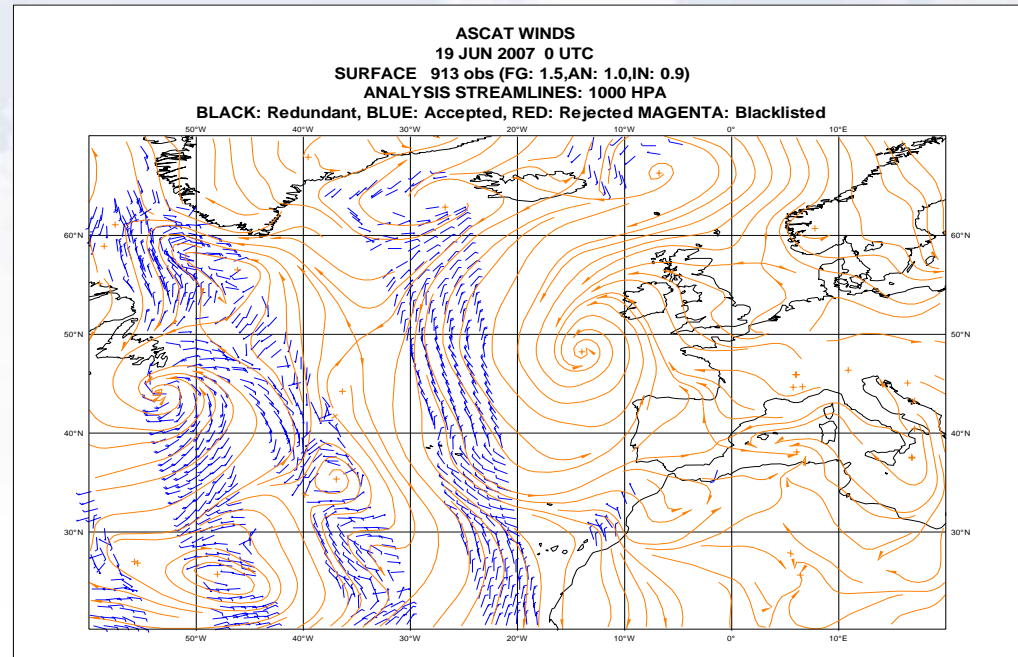 ASCAT WINDS
19 JUN 2007 0 UTC
SURFACE 913 obs (FG: 1.5,AN: 1.0,IN: 0.9)
ANALYSIS STREAMLINES: 1000 HPA
BLACK: Redundant, BLUE: Accepted, RED: Rejected MAGENTA: Blacklisted
50°W 40°W 30°W 20°W 10°W 0° 10°E
60°N 60°N
50°N 50°N
40°N 40°N
30°N 30°N
50°W 40°W 30°W 20°W 10°W 0° 10°E